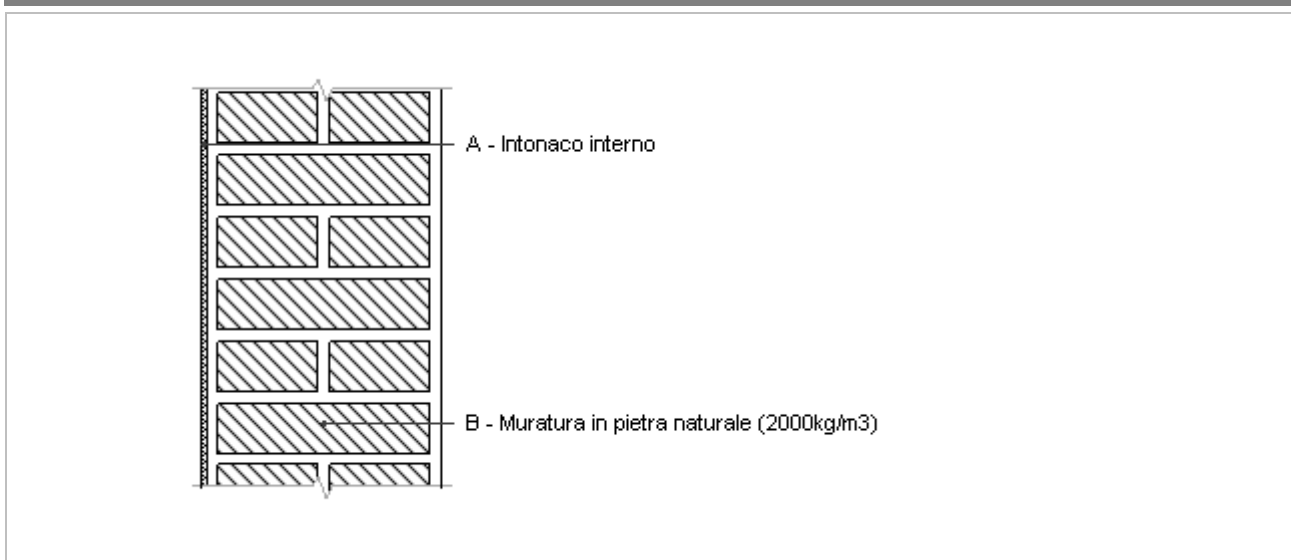 A - Intonaco interno
B - Muratura in pietra naturale (2000kg/m3)